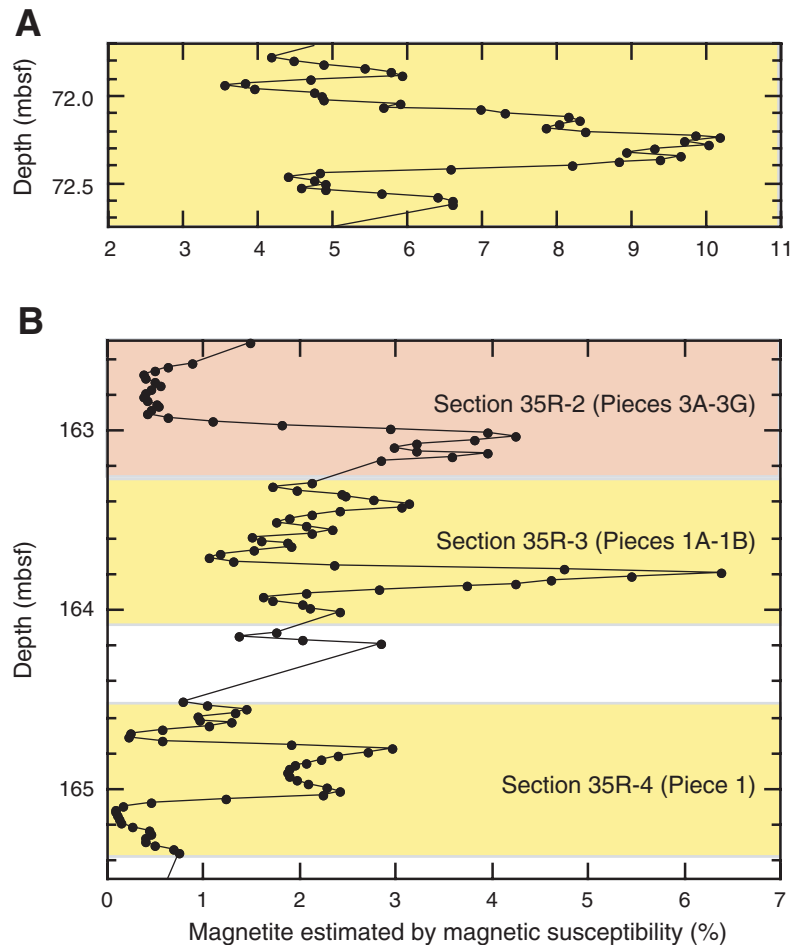 A
Depth (mbsf)
72.0
72.5
2 3 4 5 6 7 8 9 10 11
B
Depth (mbsf)
163
164
165
Section 35R-2 (Pieces 3A-3G)
Section 35R-3 (Pieces 1A-1B)
Section 35R-4 (Piece 1)
0 1 2 3 4 5 6 7
Magnetite estimated by magnetic susceptibility (%)